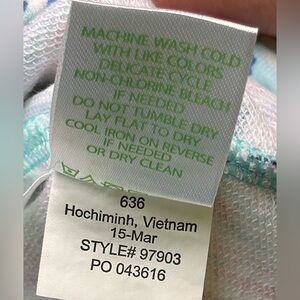 MACHINE WASH COLD
WITH LIKE COLORS
DELICATE CYCLE
NON-CHLORINE BLEACH
IF NEEDED
DO NOT TUMBLE DRY
LAY FLAT TO DRY
COOL IRON ON REVERSE
IF NEEDED
OR DRY CLEAN
636
Hochiminh, Vietnam
15-Mar
STYLE# 97903
PO 043616